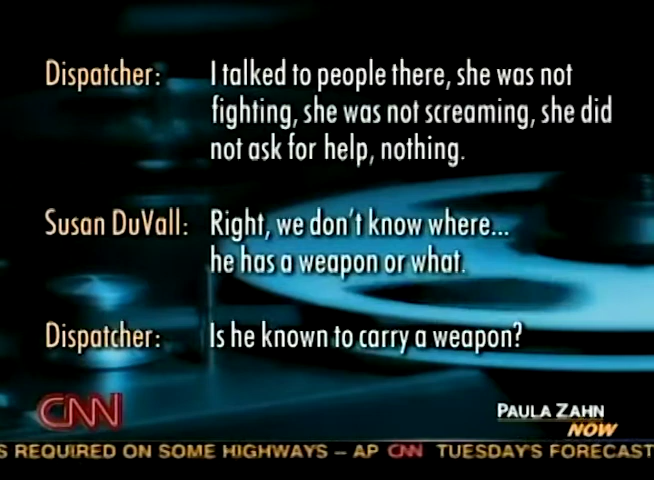 Dispatcher: I talked to people there, she was not
fighting, she was not screaming, she did
not ask for help, nothing.
Susan DuVall: Right, we don't know where...
he has a weapon or what.
Dispatcher: Is he known to carry a weapon?
CNN
PAULA ZAHN
NOW
S REQUIRED ON SOME HIGHWAYS – AP CNN TUESDAY'S FORECAST